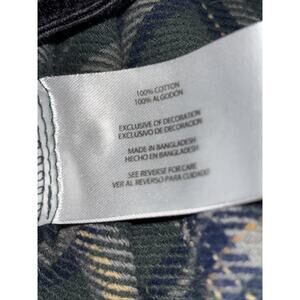 100% COTTON
100% ALGODÓN
EXCLUSIVE OF DECORATION
EXCLUSIVO DE DECORACION
MADE IN BANGLADESH
HECHO EN BANGLADESH
SEE REVERSE FOR CARE
VER AL REVERSO PARA CUIDADO